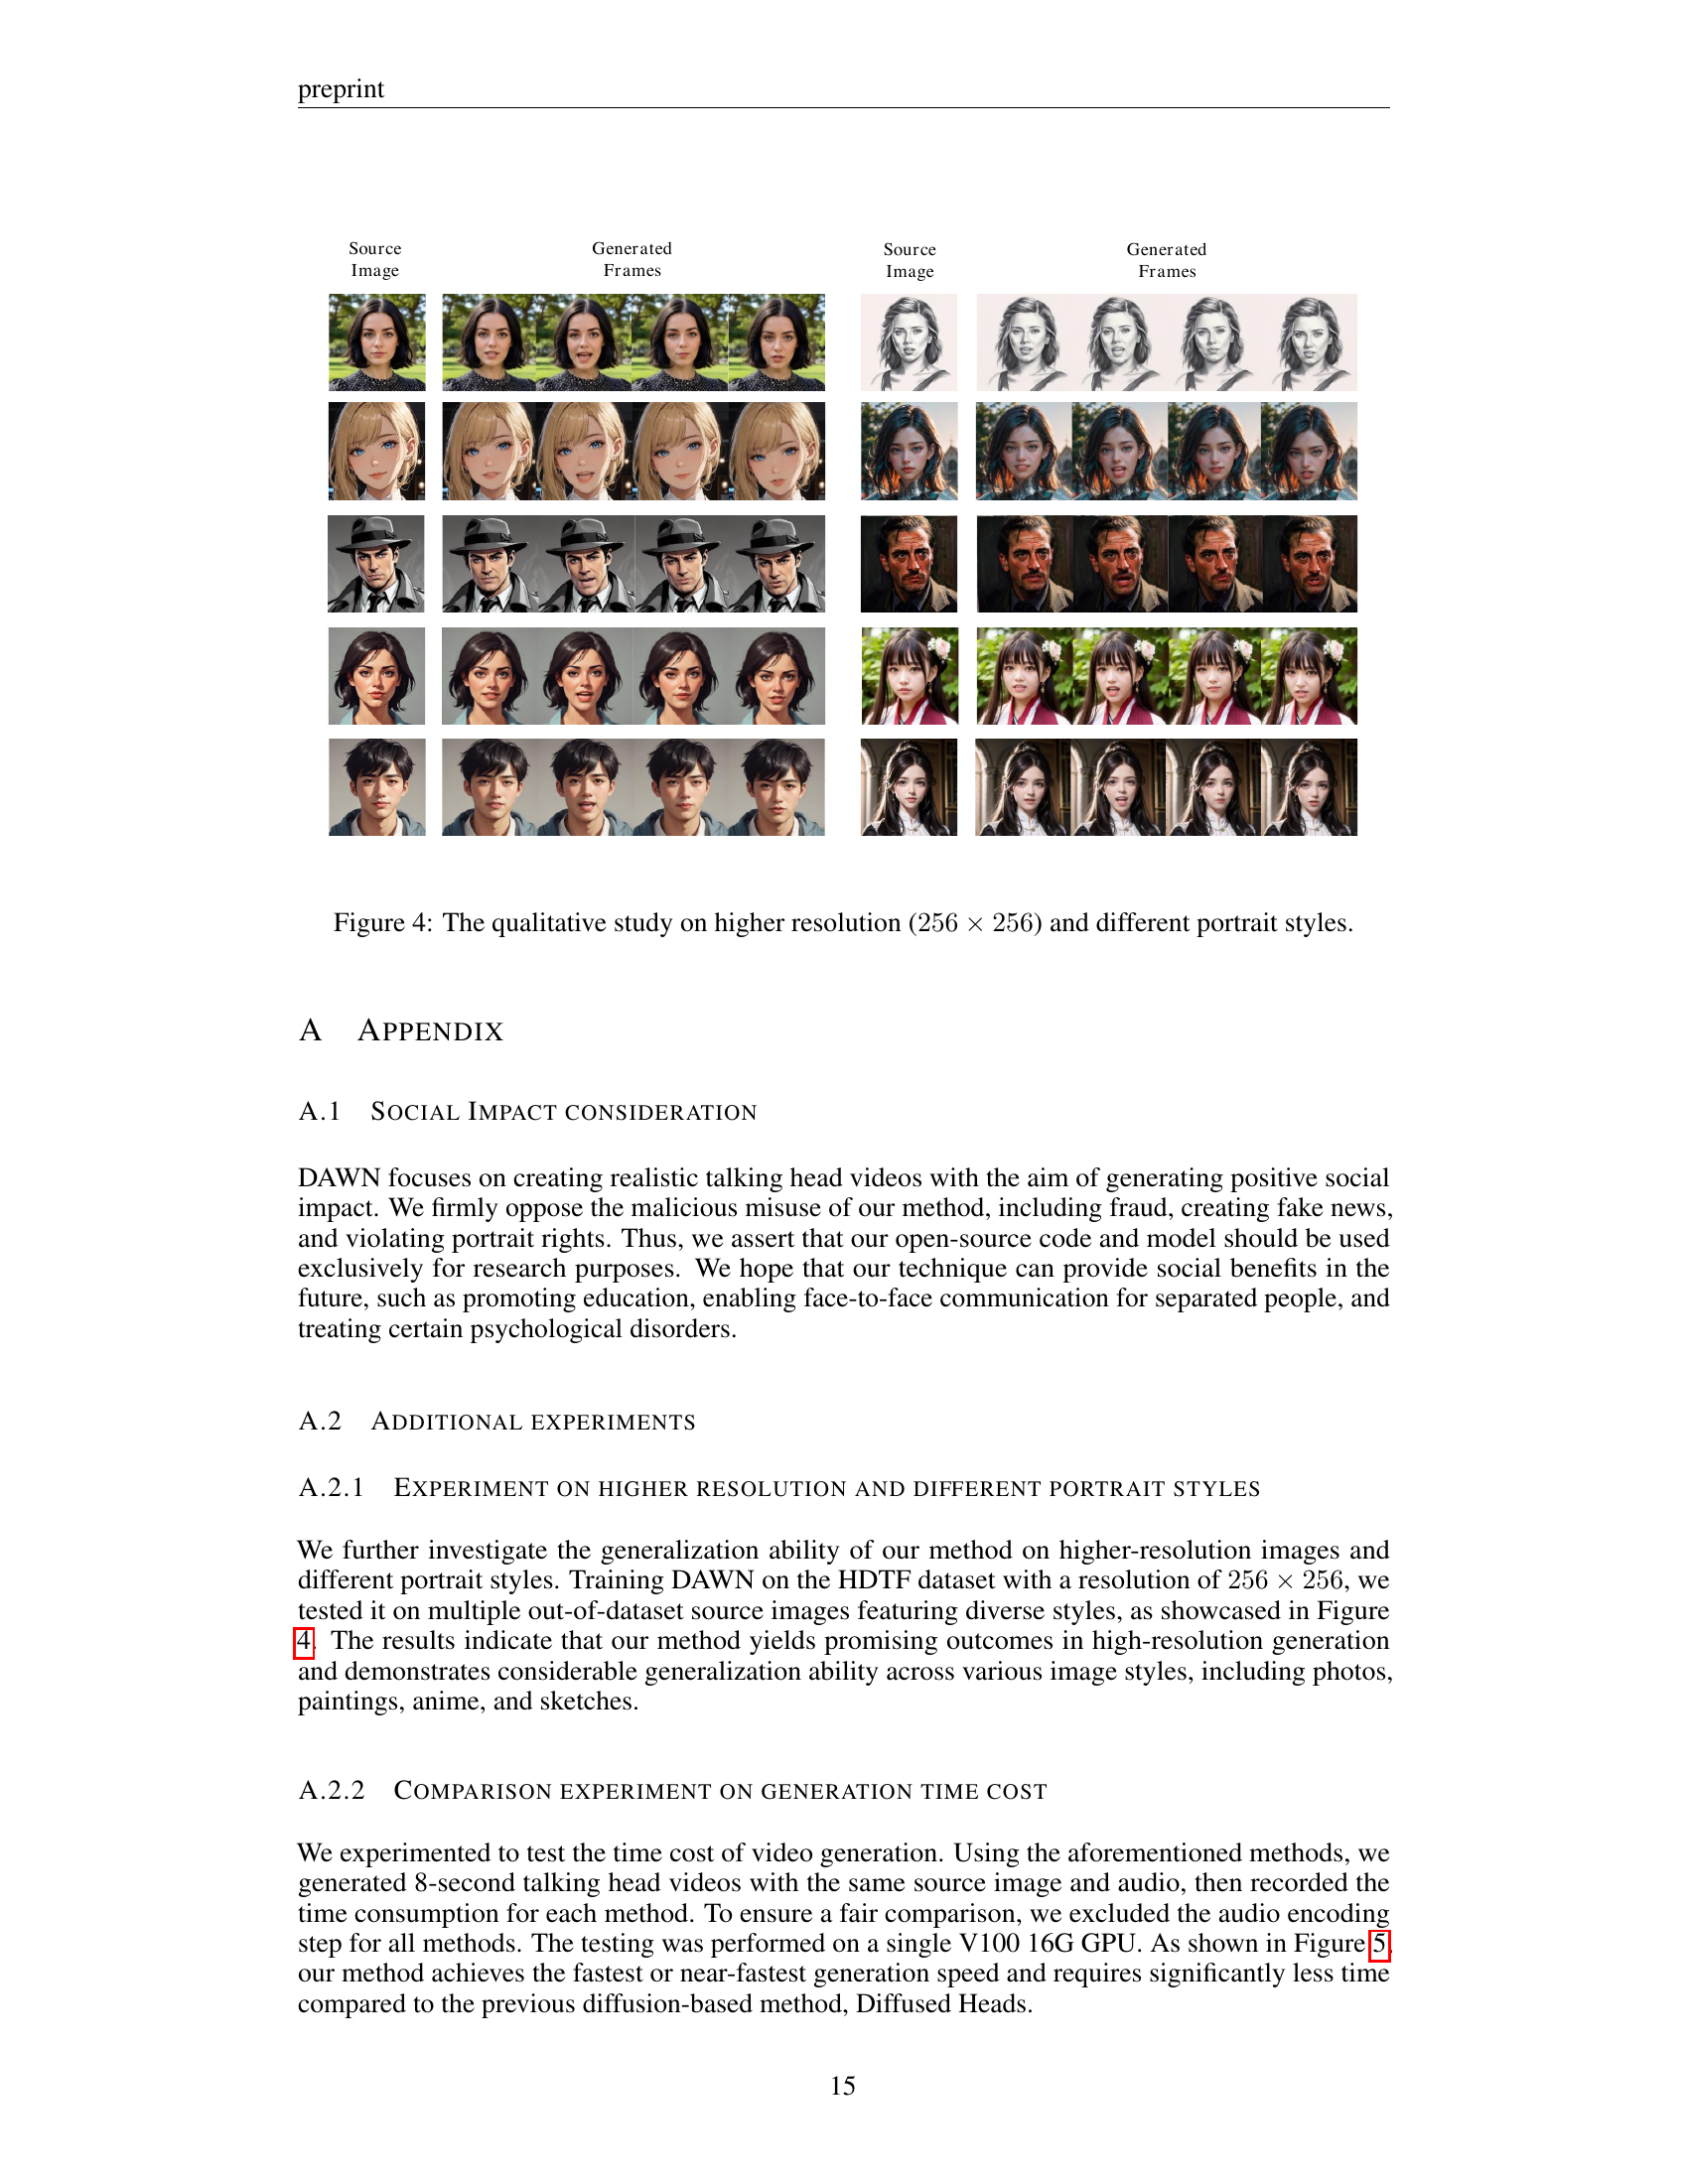 preprint
Source
Image
Generated
Frames
Source
Image
Generated
Frames
Figure 4: The qualitative study on higher resolution (256 × 256) and different portrait styles.
A APPENDIX
A.1 SOCIAL IMPACT CONSIDERATION
DAWN focuses on creating realistic talking head videos with the aim of generating positive social
impact. We firmly oppose the malicious misuse of our method, including fraud, creating fake news,
and violating portrait rights. Thus, we assert that our open-source code and model should be used
exclusively for research purposes. We hope that our technique can provide social benefits in the
future, such as promoting education, enabling face-to-face communication for separated people, and
treating certain psychological disorders.
A.2 ADDITIONAL EXPERIMENTS
A.2.1 EXPERIMENT ON HIGHER RESOLUTION AND DIFFERENT PORTRAIT STYLES
We further investigate the generalization ability of our method on higher-resolution images and
different portrait styles. Training DAWN on the HDTF dataset with a resolution of 256 × 256, we
tested it on multiple out-of-dataset source images featuring diverse styles, as showcased in Figure
4. The results indicate that our method yields promising outcomes in high-resolution generation
and demonstrates considerable generalization ability across various image styles, including photos,
paintings, anime, and sketches.
A.2.2 COMPARISON EXPERIMENT ON GENERATION TIME COST
We experimented to test the time cost of video generation. Using the aforementioned methods, we
generated 8-second talking head videos with the same source image and audio, then recorded the
time consumption for each method. To ensure a fair comparison, we excluded the audio encoding
step for all methods. The testing was performed on a single V100 16G GPU. As shown in Figure 5,
our method achieves the fastest or near-fastest generation speed and requires significantly less time
compared to the previous diffusion-based method, Diffused Heads.
15